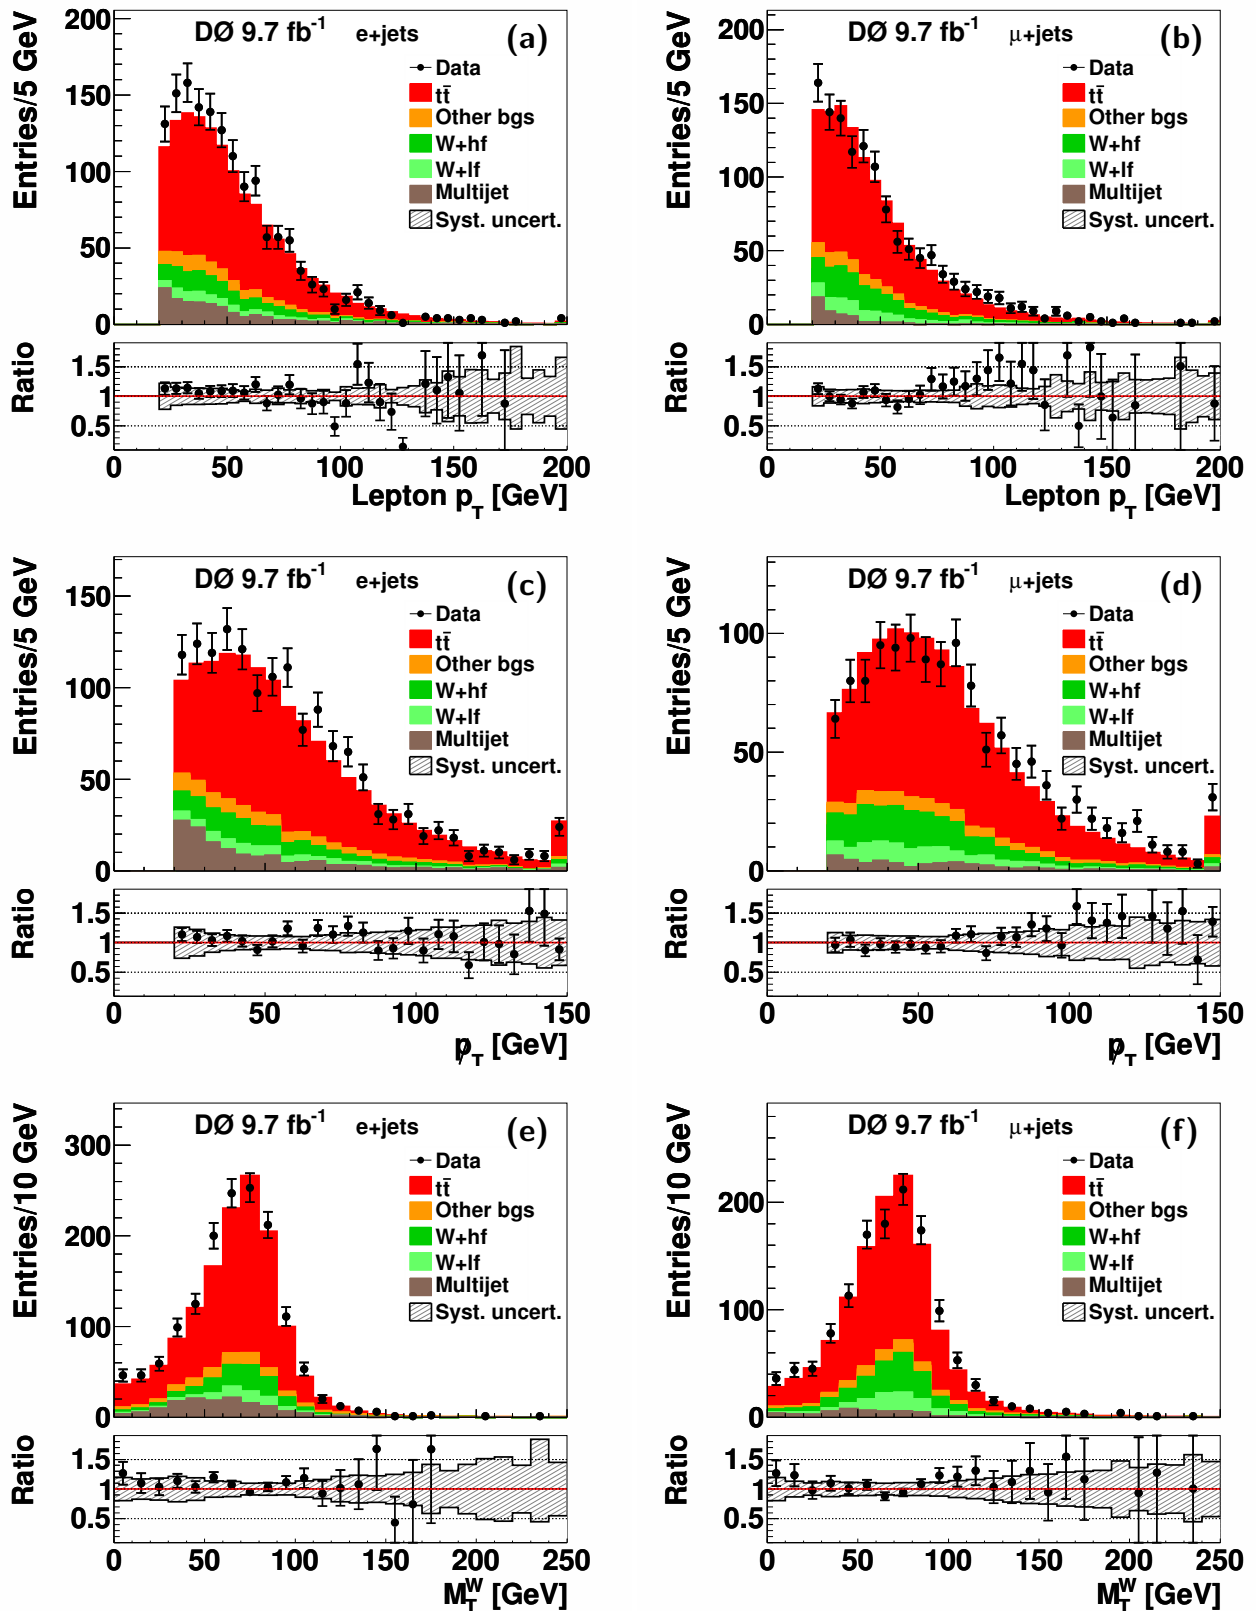 DØ 9.7 fb⁻¹ e+jets (a)
Entries/5 GeV
200
150
100
50
0
Data
tt̄
Other bgs
W+hf
W+lf
Multijet
Syst. uncert.
Ratio
1.5
1
0.5
0 50 100 150 200
Lepton p_T [GeV]
DØ 9.7 fb⁻¹ μ+jets (b)
Entries/5 GeV
200
150
100
50
0
Data
tt̄
Other bgs
W+hf
W+lf
Multijet
Syst. uncert.
Ratio
1.5
1
0.5
0 50 100 150 200
Lepton p_T [GeV]
DØ 9.7 fb⁻¹ e+jets (c)
Entries/5 GeV
150
100
50
0
Data
tt̄
Other bgs
W+hf
W+lf
Multijet
Syst. uncert.
Ratio
1.5
1
0.5
0 50 100 150
p̸_T [GeV]
DØ 9.7 fb⁻¹ μ+jets (d)
Entries/5 GeV
100
50
0
Data
tt̄
Other bgs
W+hf
W+lf
Multijet
Syst. uncert.
Ratio
1.5
1
0.5
0 50 100 150
p̸_T [GeV]
DØ 9.7 fb⁻¹ e+jets (e)
Entries/10 GeV
300
200
100
0
Data
tt̄
Other bgs
W+hf
W+lf
Multijet
Syst. uncert.
Ratio
1.5
1
0.5
0 50 100 150 200 250
M_T^W [GeV]
DØ 9.7 fb⁻¹ μ+jets (f)
Entries/10 GeV
200
100
0
Data
tt̄
Other bgs
W+hf
W+lf
Multijet
Syst. uncert.
Ratio
1.5
1
0.5
0 50 100 150 200 250
M_T^W [GeV]